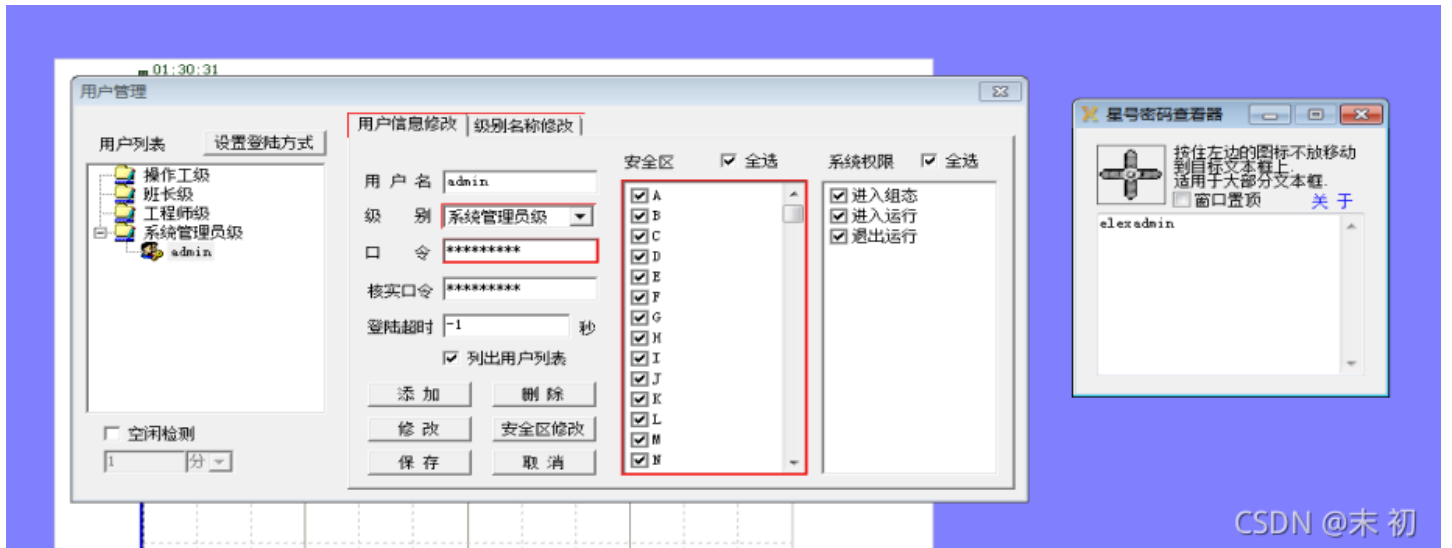 01:30:31
用户管理
用户列表
设置登陆方式
操作工级
班长级
工程师级
系统管理员级
admin
空闲检测
1 分
用户信息修改 级别名称修改
用户名 admin
级别 系统管理员级
口令 *********
核实口令 *********
登陆超时 -1 秒
列出用户列表
添加 删除
修改 安全区修改
保存 取消
安全区 全选
A
B
C
D
E
F
G
H
I
J
K
L
M
N
系统权限 全选
进入组态
进入运行
退出运行
星号密码查看器
按住左边的图标不放移动
到目标文本框上.
适用于大部分文本框.
窗口置顶 关于
elexadmin
CSDN @末 初